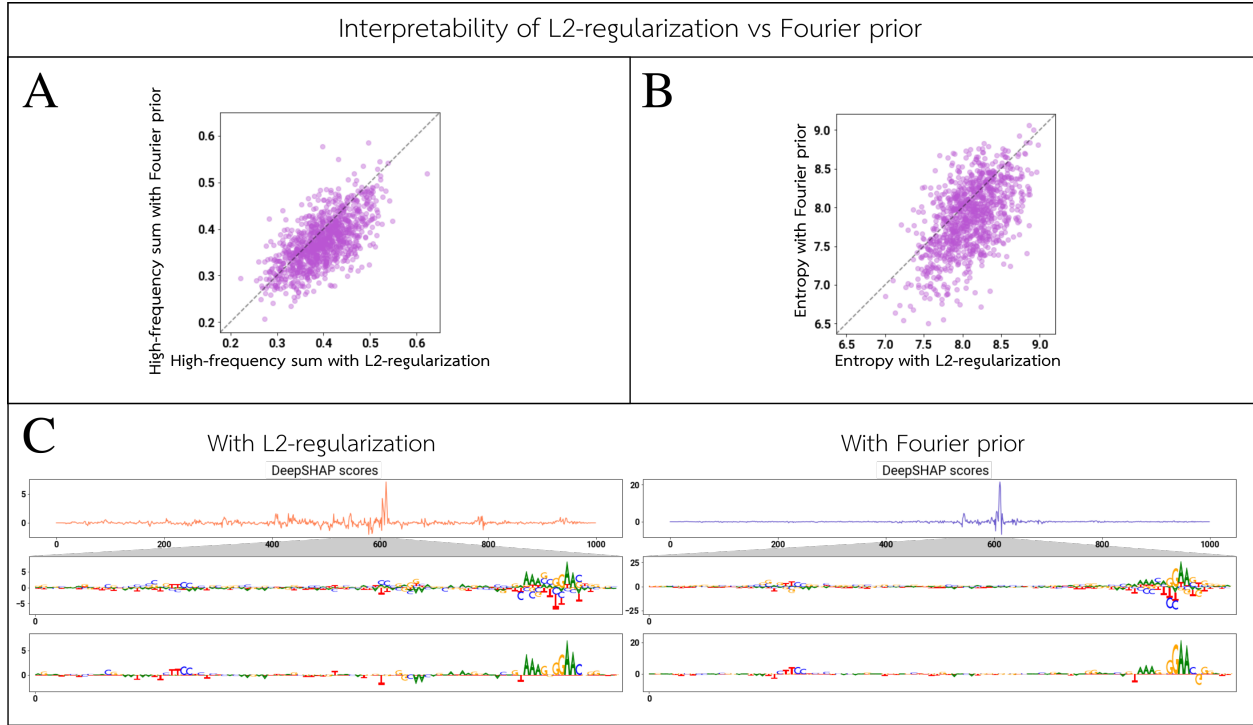 Interpretability of L2-regularization vs Fourier prior
A
High-frequency sum with Fourier prior
0.6
0.5
0.4
0.3
0.2
0.2 0.3 0.4 0.5 0.6
High-frequency sum with L2-regularization
B
Entropy with Fourier prior
9.0
8.5
8.0
7.5
7.0
6.5
6.5 7.0 7.5 8.0 8.5 9.0
Entropy with L2-regularization
C
With L2-regularization
DeepSHAP scores
5
0
0 200 400 600 800 1000
5
0
−5
0
5
0
0
With Fourier prior
DeepSHAP scores
20
0
0 200 400 600 800 1000
25
0
−25
0
20
0
0